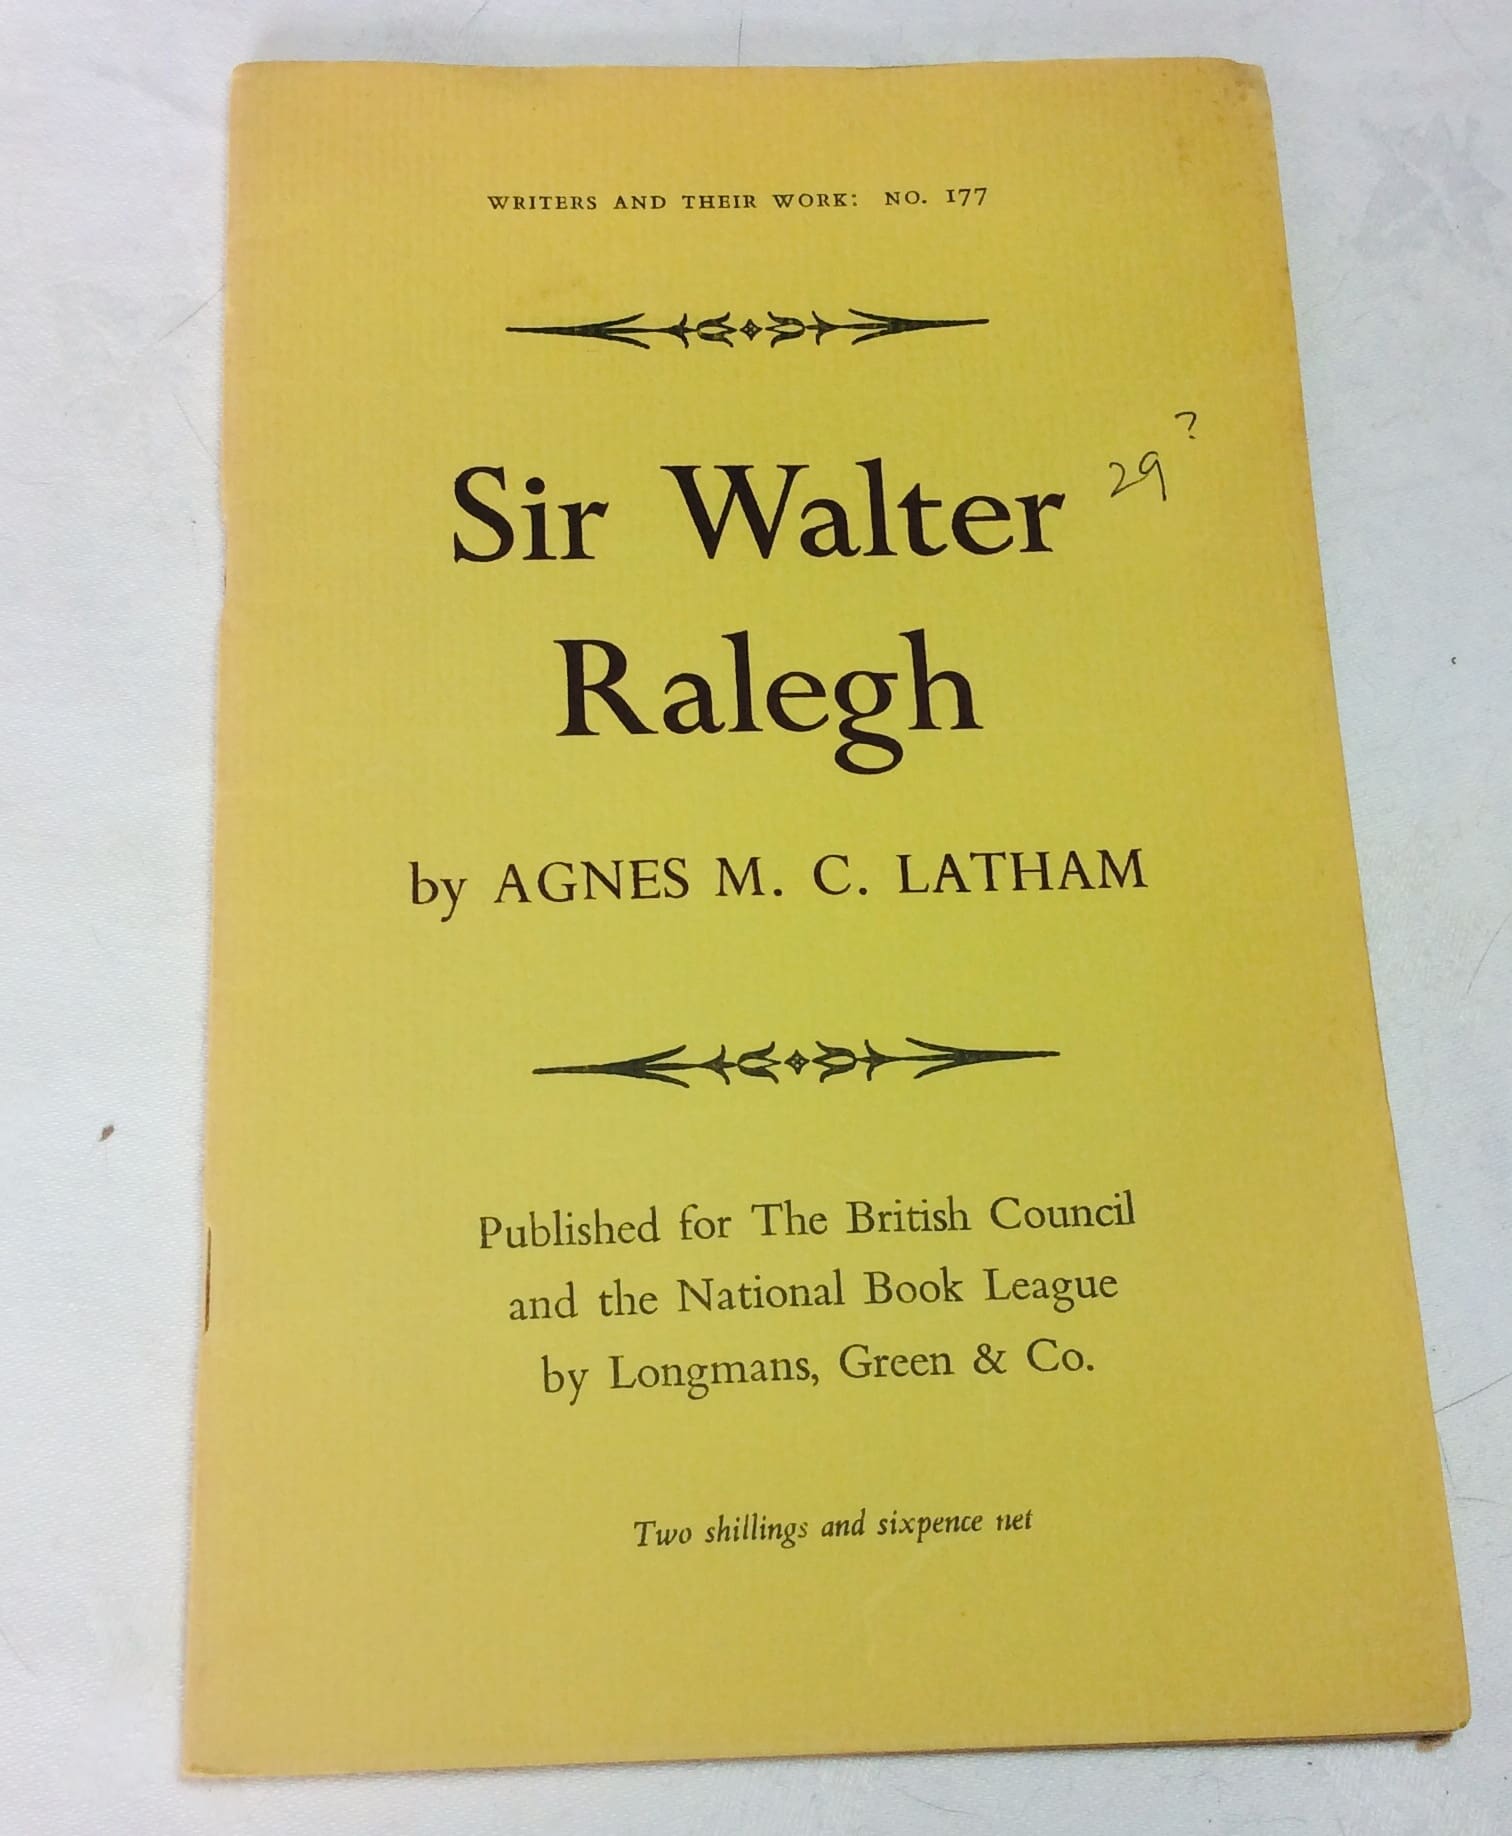 WRITERS AND THEIR WORK: NO. 177
29 ?
Sir Walter
Ralegh
by AGNES M. C. LATHAM
Published for The British Council
and the National Book League
by Longmans, Green & Co.
Two shillings and sixpence net